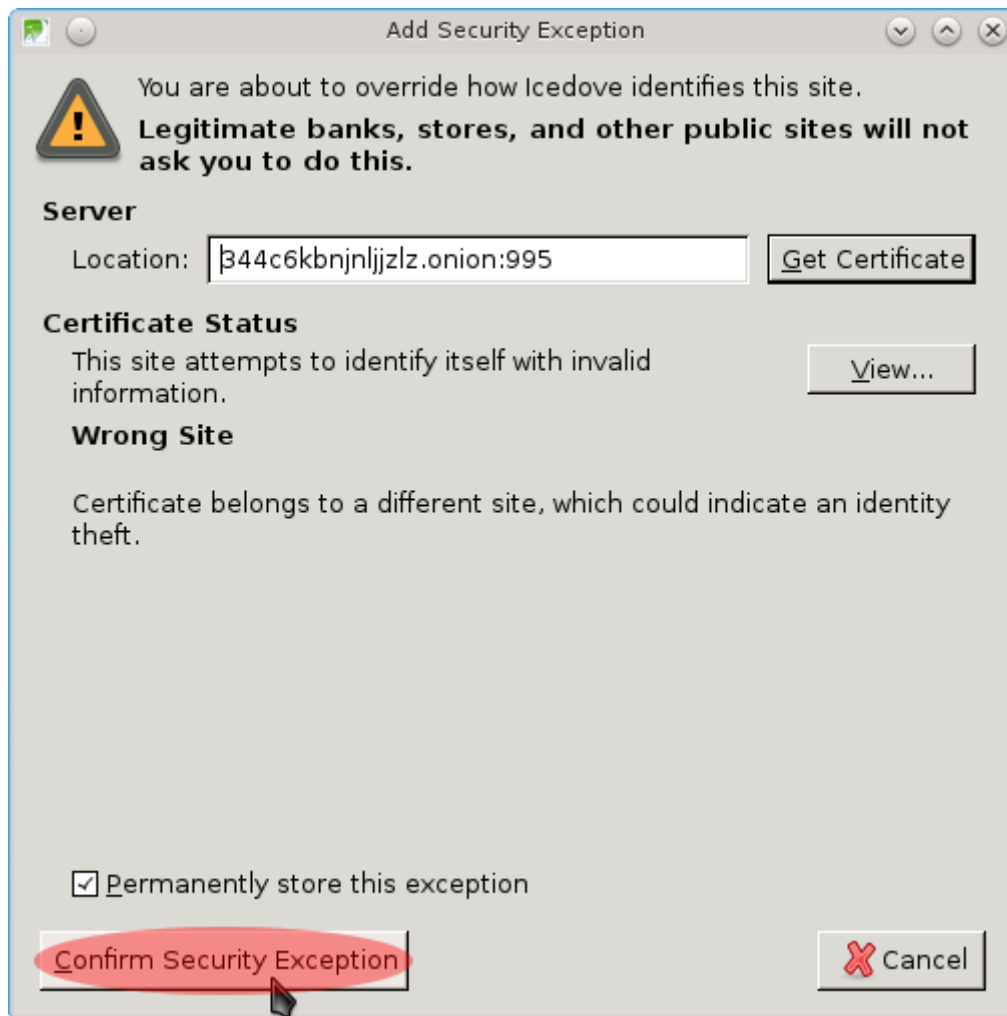 Add Security Exception
You are about to override how Icedove identifies this site.
Legitimate banks, stores, and other public sites will not
ask you to do this.
Server
Location: 344c6kbnjnljjzlz.onion:995 Get Certificate
Certificate Status
This site attempts to identify itself with invalid
information.
View...
Wrong Site
Certificate belongs to a different site, which could indicate an identity
theft.
Permanently store this exception
Confirm Security Exception Cancel